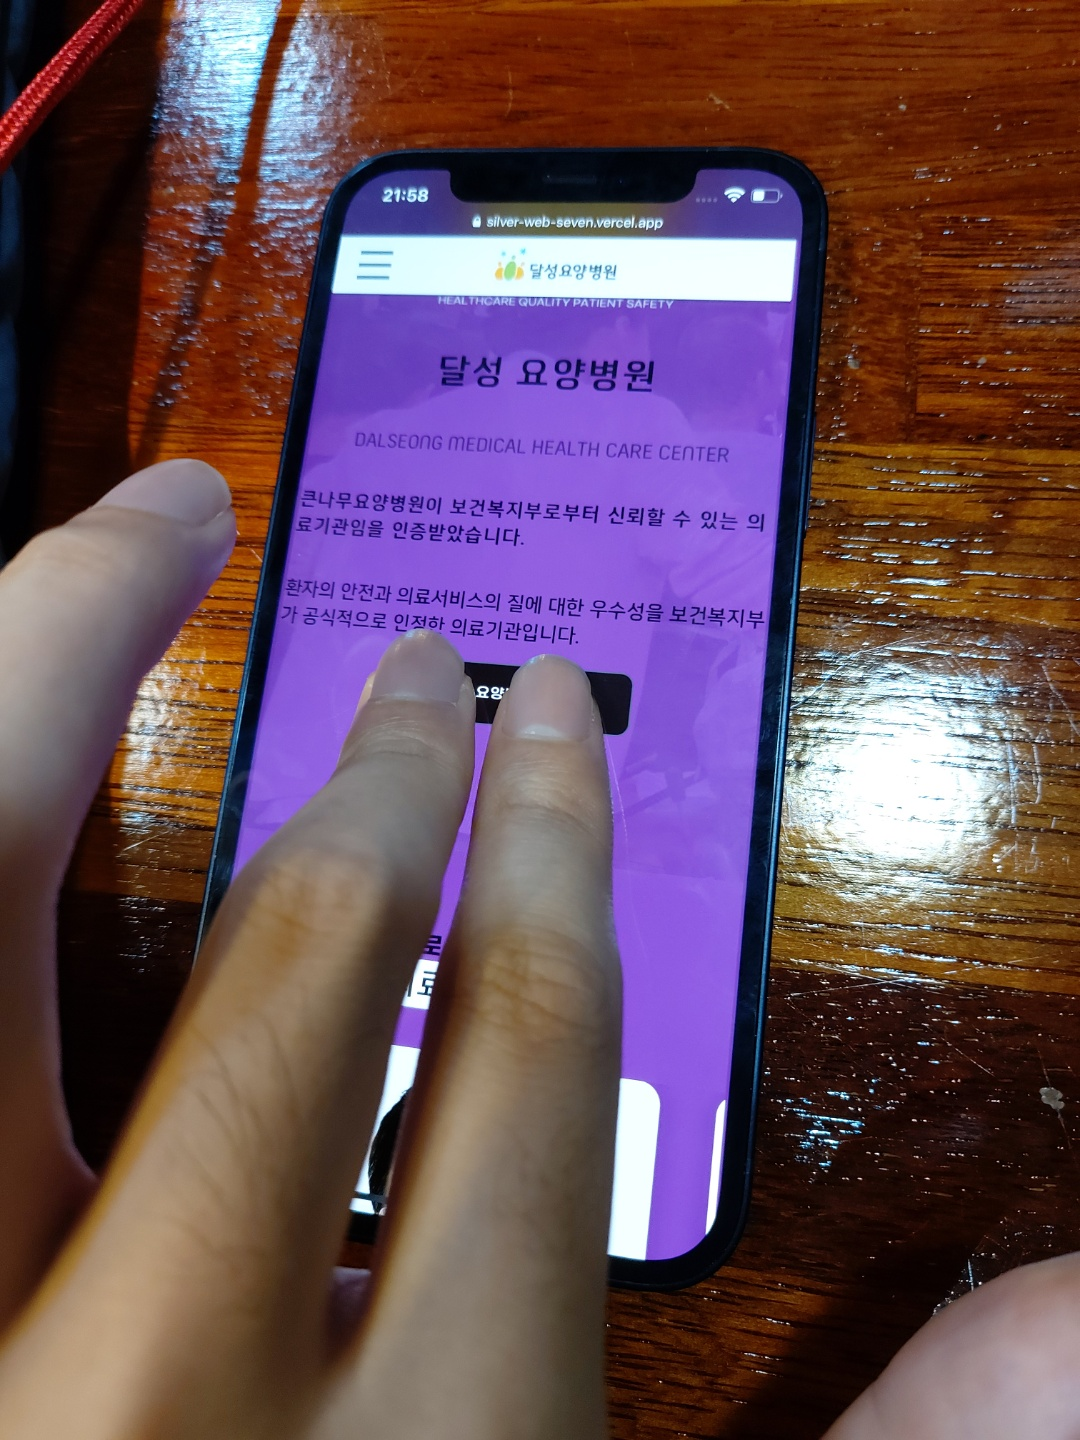 21:58
silver-web-seven.vercel.app
달성요양병원
HEALTHCARE QUALITY PATIENT SAFETY
달성 요양병원
DALSEONG MEDICAL HEALTH CARE CENTER
큰나무요양병원이 보건복지부로부터 신뢰할 수 있는 의
료기관임을 인증받았습니다.
환자의 안전과 의료서비스의 질에 대한 우수성을 보건복지부
가 공식적으로 인정한 의료기관입니다.